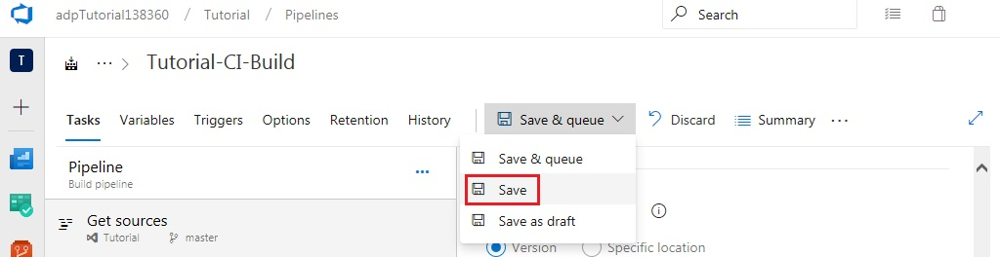 adpTutorial138360 / Tutorial / Pipelines
Search
T
··· > Tutorial-CI-Build
Tasks Variables Triggers Options Retention History Save & queue Discard Summary ···
Pipeline
Build pipeline
···
Get sources
Tutorial master
Save & queue
Save
Save as draft
Version Specific location